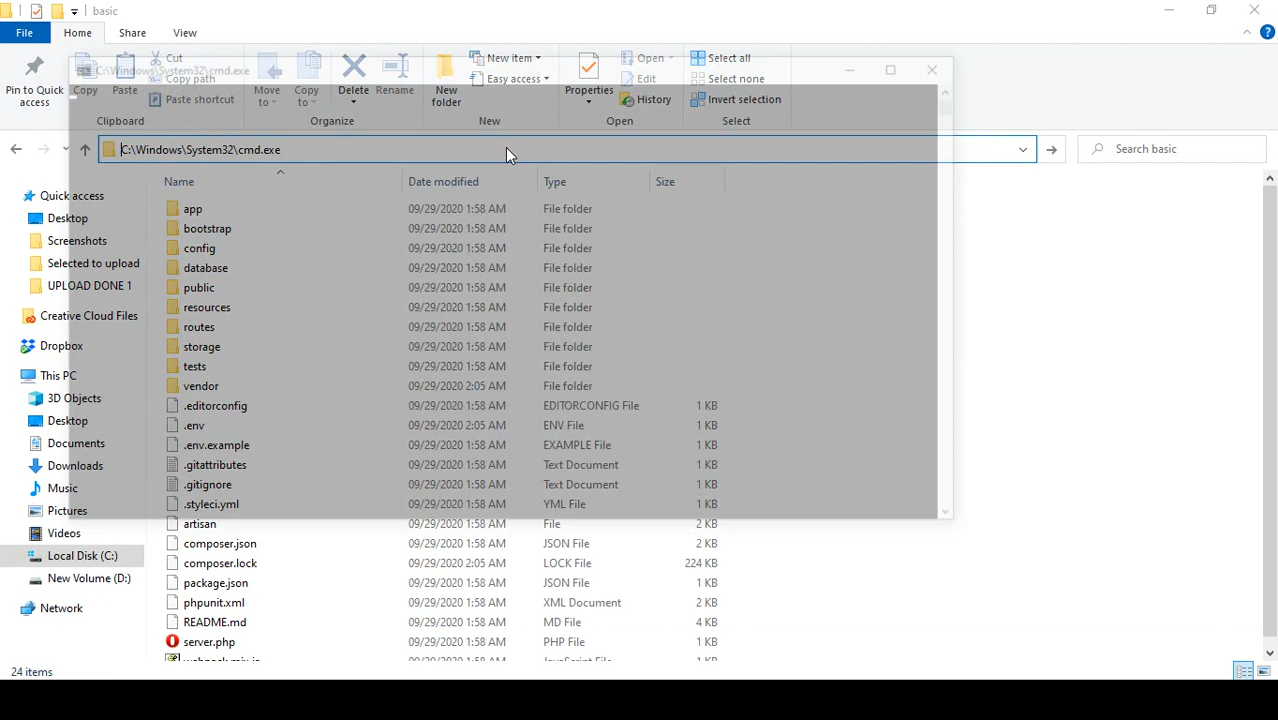 basic
File Home Share View
Pin to Quick access
Copy
Paste
Cut
Copy path
Paste shortcut
Clipboard
Move to
Copy to
Delete
Rename
Organize
New folder
New item
Easy access
New
Properties
Open
Edit
History
Open
Select all
Select none
Invert selection
Select
C:\Windows\System32\cmd.exe
C:\Windows\System32\cmd.exe
Search basic
Quick access
Desktop
Screenshots
Selected to upload
UPLOAD DONE 1
Creative Cloud Files
Dropbox
This PC
3D Objects
Desktop
Documents
Downloads
Music
Pictures
Videos
Local Disk (C:)
New Volume (D:)
Network
Name Date modified Type Size
app 09/29/2020 1:58 AM File folder
bootstrap 09/29/2020 1:58 AM File folder
config 09/29/2020 1:58 AM File folder
database 09/29/2020 1:58 AM File folder
public 09/29/2020 1:58 AM File folder
resources 09/29/2020 1:58 AM File folder
routes 09/29/2020 1:58 AM File folder
storage 09/29/2020 1:58 AM File folder
tests 09/29/2020 1:58 AM File folder
vendor 09/29/2020 2:05 AM File folder
.editorconfig 09/29/2020 1:58 AM EDITORCONFIG File 1 KB
.env 09/29/2020 2:05 AM ENV File 1 KB
.env.example 09/29/2020 1:58 AM EXAMPLE File 1 KB
.gitattributes 09/29/2020 1:58 AM Text Document 1 KB
.gitignore 09/29/2020 1:58 AM Text Document 1 KB
.styleci.yml 09/29/2020 1:58 AM YML File 1 KB
artisan 09/29/2020 1:58 AM File 2 KB
composer.json 09/29/2020 1:58 AM JSON File 2 KB
composer.lock 09/29/2020 2:05 AM LOCK File 224 KB
package.json 09/29/2020 1:58 AM JSON File 1 KB
phpunit.xml 09/29/2020 1:58 AM XML Document 2 KB
README.md 09/29/2020 1:58 AM MD File 4 KB
server.php 09/29/2020 1:58 AM PHP File 1 KB
24 items